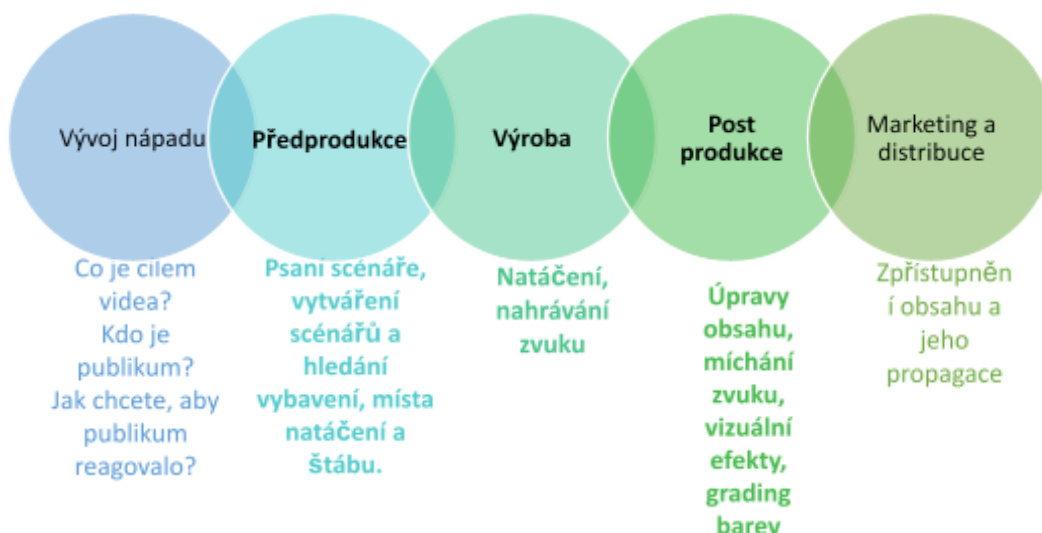 Vývoj nápadu
Předprodukce
Výroba
Post
produkce
Marketing a
distribuce
Co je cílem
videa?
Kdo je
publikum?
Jak chcete, aby
publikum
reagovalo?
Psaní scénáře,
vytváření
scénářů a
hledání
vybavení, místa
natáčení a
štábu.
Natáčení,
nahrávání
zvuku
Úpravy
obsahu,
míchání
zvuku,
vizuální
efekty,
grading
barev
Zpřístupněn
í obsahu a
jeho
propagace